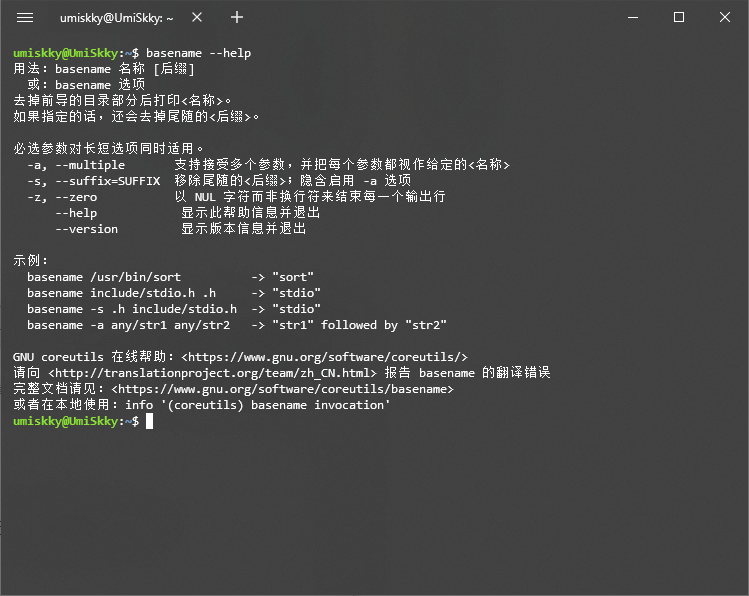 umiskky@UmiSkky: ~
umiskky@UmiSkky:~$ basename --help
用法：basename 名称 [后缀]
　或：basename 选项
去掉前导的目录部分后打印<名称>。
如果指定的话，还会去掉尾随的<后缀>。
必选参数对长短选项同时适用。
  -a, --multiple       支持接受多个参数，并把每个参数都视作给定的<名称>
  -s, --suffix=SUFFIX  移除尾随的<后缀>；隐含启用 -a 选项
  -z, --zero           以 NUL 字符而非换行符来结束每一个输出行
      --help            显示此帮助信息并退出
      --version         显示版本信息并退出
示例：
  basename /usr/bin/sort          -> "sort"
  basename include/stdio.h .h     -> "stdio"
  basename -s .h include/stdio.h  -> "stdio"
  basename -a any/str1 any/str2   -> "str1" followed by "str2"
GNU coreutils 在线帮助：<https://www.gnu.org/software/coreutils/>
请向 <http://translationproject.org/team/zh_CN.html> 报告 basename 的翻译错误
完整文档请见：<https://www.gnu.org/software/coreutils/basename>
或者在本地使用：info '(coreutils) basename invocation'
umiskky@UmiSkky:~$